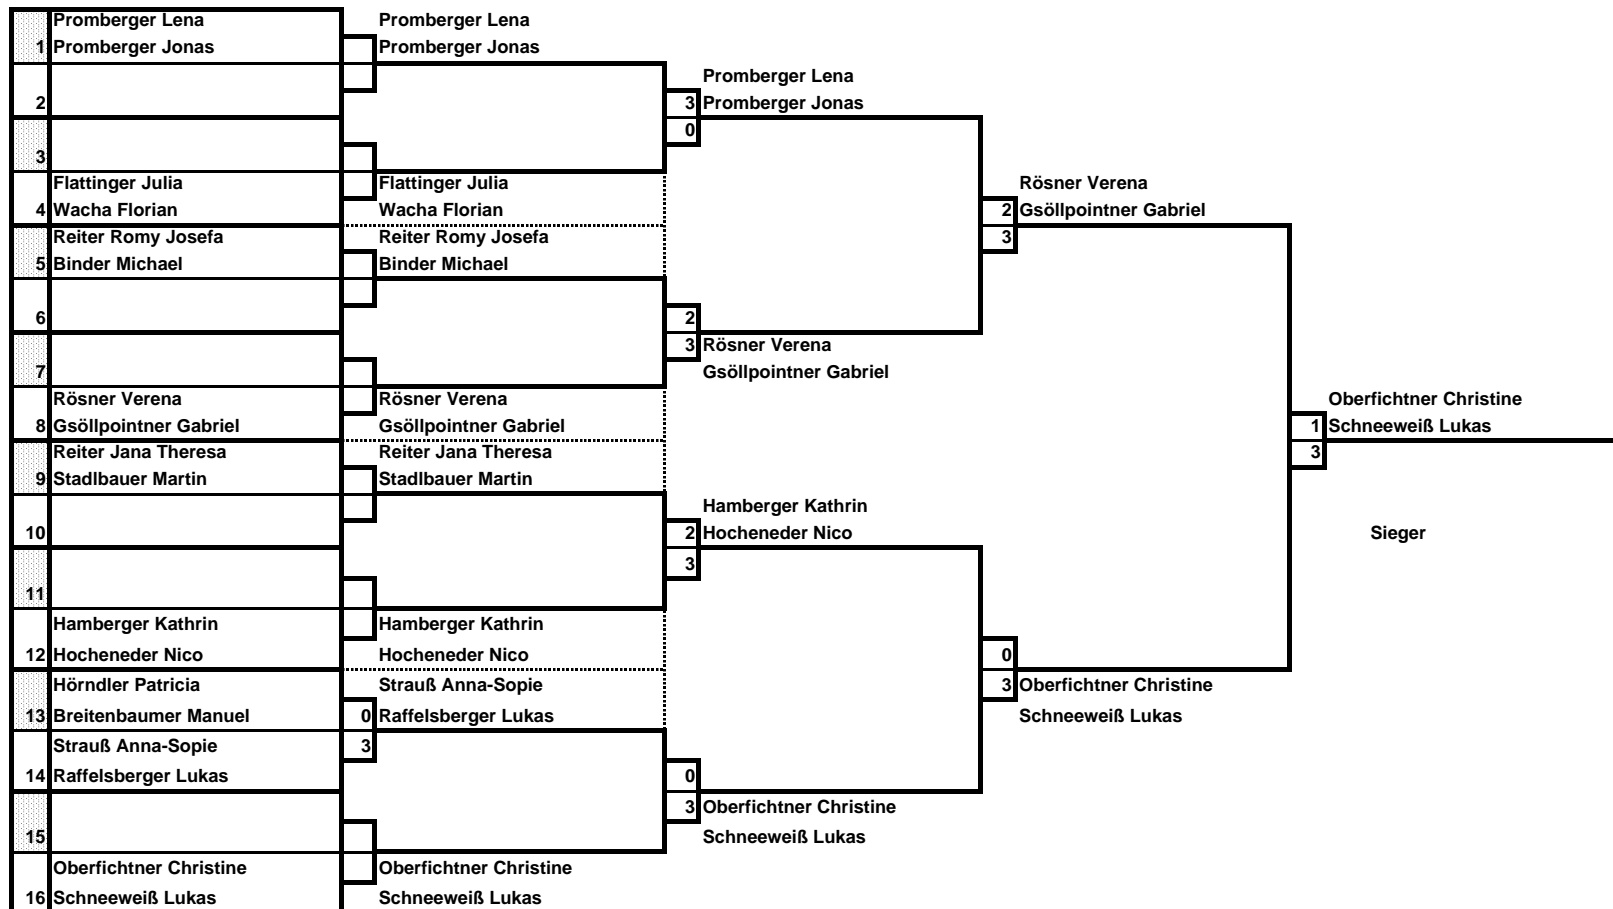 Promberger Lena
1 Promberger Jonas
2
3
Flattinger Julia
4 Wacha Florian
Reiter Romy Josefa
5 Binder Michael
6
7
Rösner Verena
8 Gsöllpointner Gabriel
Reiter Jana Theresa
9 Stadlbauer Martin
10
11
Hamberger Kathrin
12 Hocheneder Nico
Hörndler Patricia
13 Breitenbaumer Manuel
Strauß Anna-Sopie
14 Raffelsberger Lukas
15
Oberfichtner Christine
16 Schneeweiß Lukas
Promberger Lena
Promberger Jonas
Flattinger Julia
Wacha Florian
Reiter Romy Josefa
Binder Michael
Rösner Verena
Gsöllpointner Gabriel
Reiter Jana Theresa
Stadlbauer Martin
Hamberger Kathrin
Hocheneder Nico
Strauß Anna-Sopie
0 Raffelsberger Lukas
3
Oberfichtner Christine
Schneeweiß Lukas
Promberger Lena
3 Promberger Jonas
0
2
3 Rösner Verena
Gsöllpointner Gabriel
Hamberger Kathrin
2 Hocheneder Nico
3
0
3 Oberfichtner Christine
Schneeweiß Lukas
Rösner Verena
2 Gsöllpointner Gabriel
3
0
3 Oberfichtner Christine
Schneeweiß Lukas
Oberfichtner Christine
1 Schneeweiß Lukas
3
Sieger